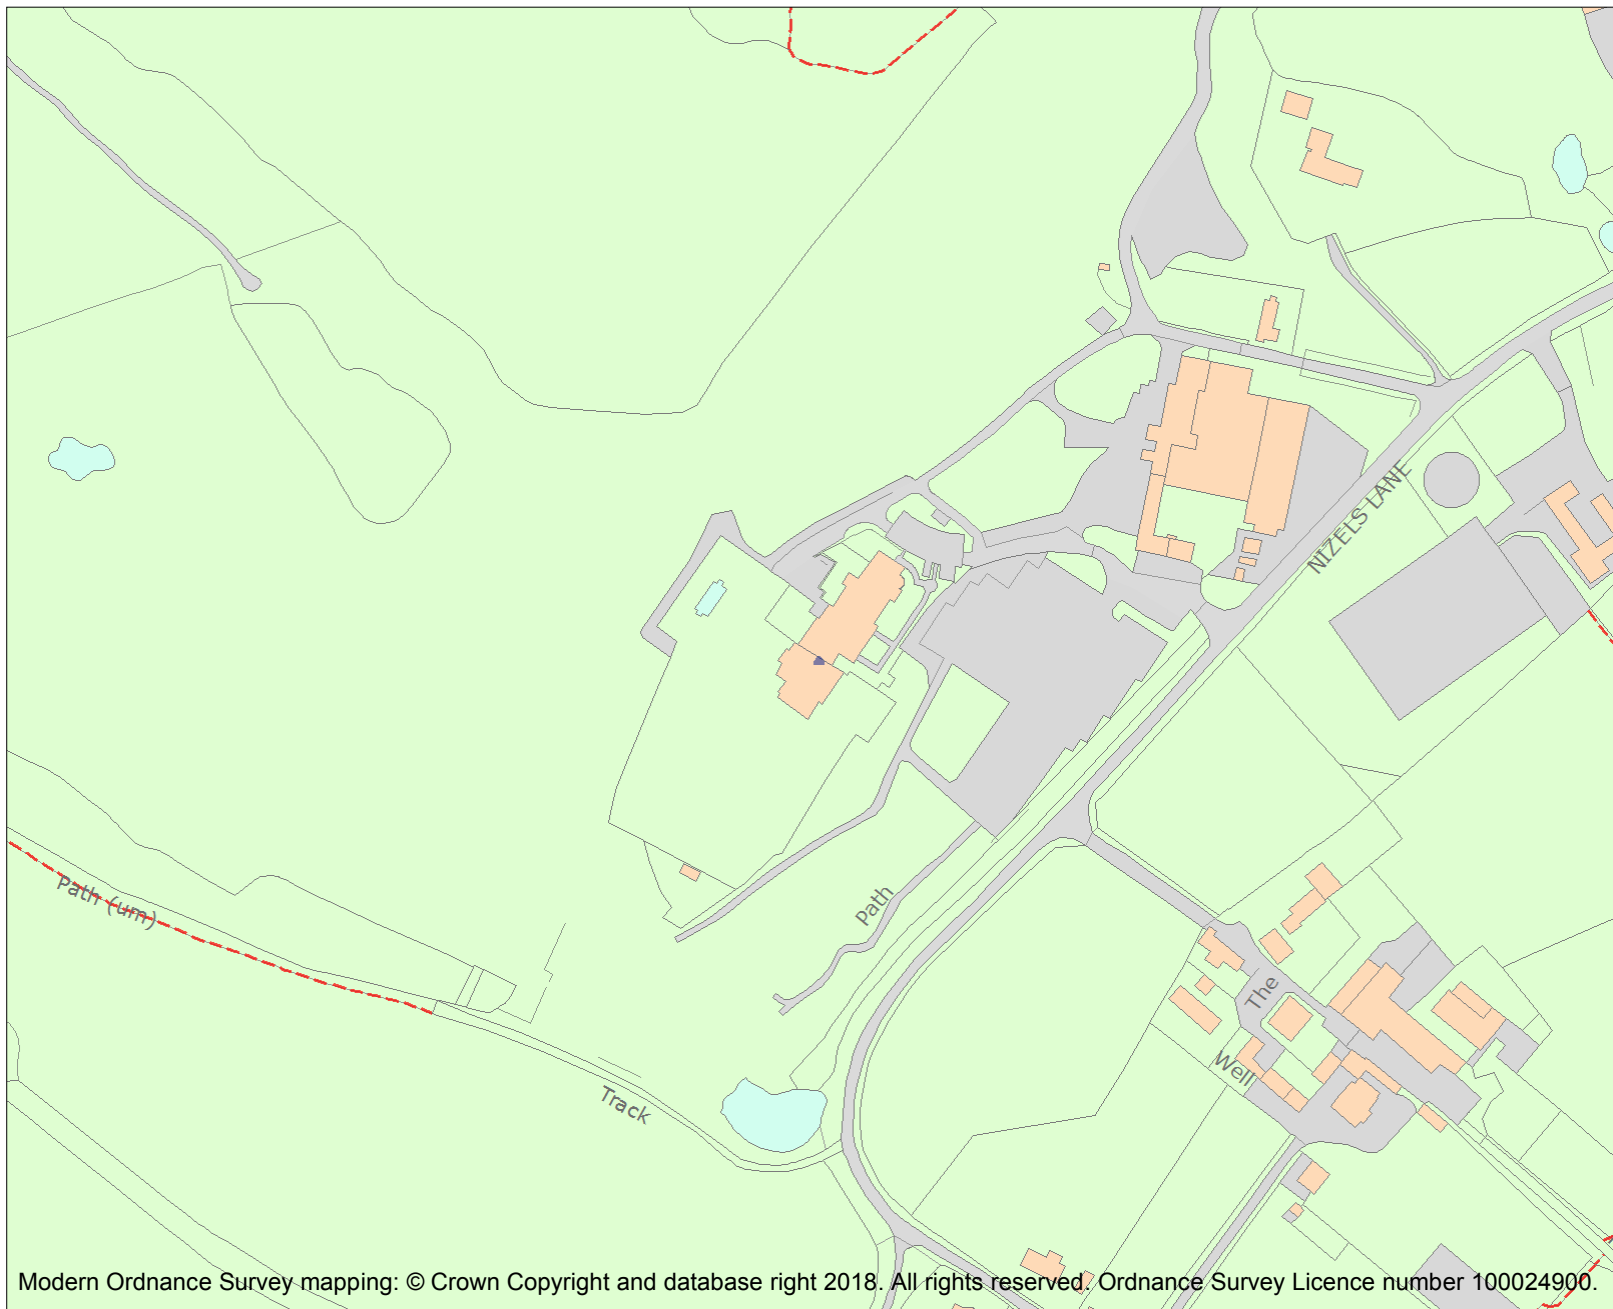 NIZELS LANE
Path (um)
Path
The
Well
Track
Modern Ordnance Survey mapping: © Crown Copyright and database right 2018. All rights reserved. Ordnance Survey Licence number 100024900.